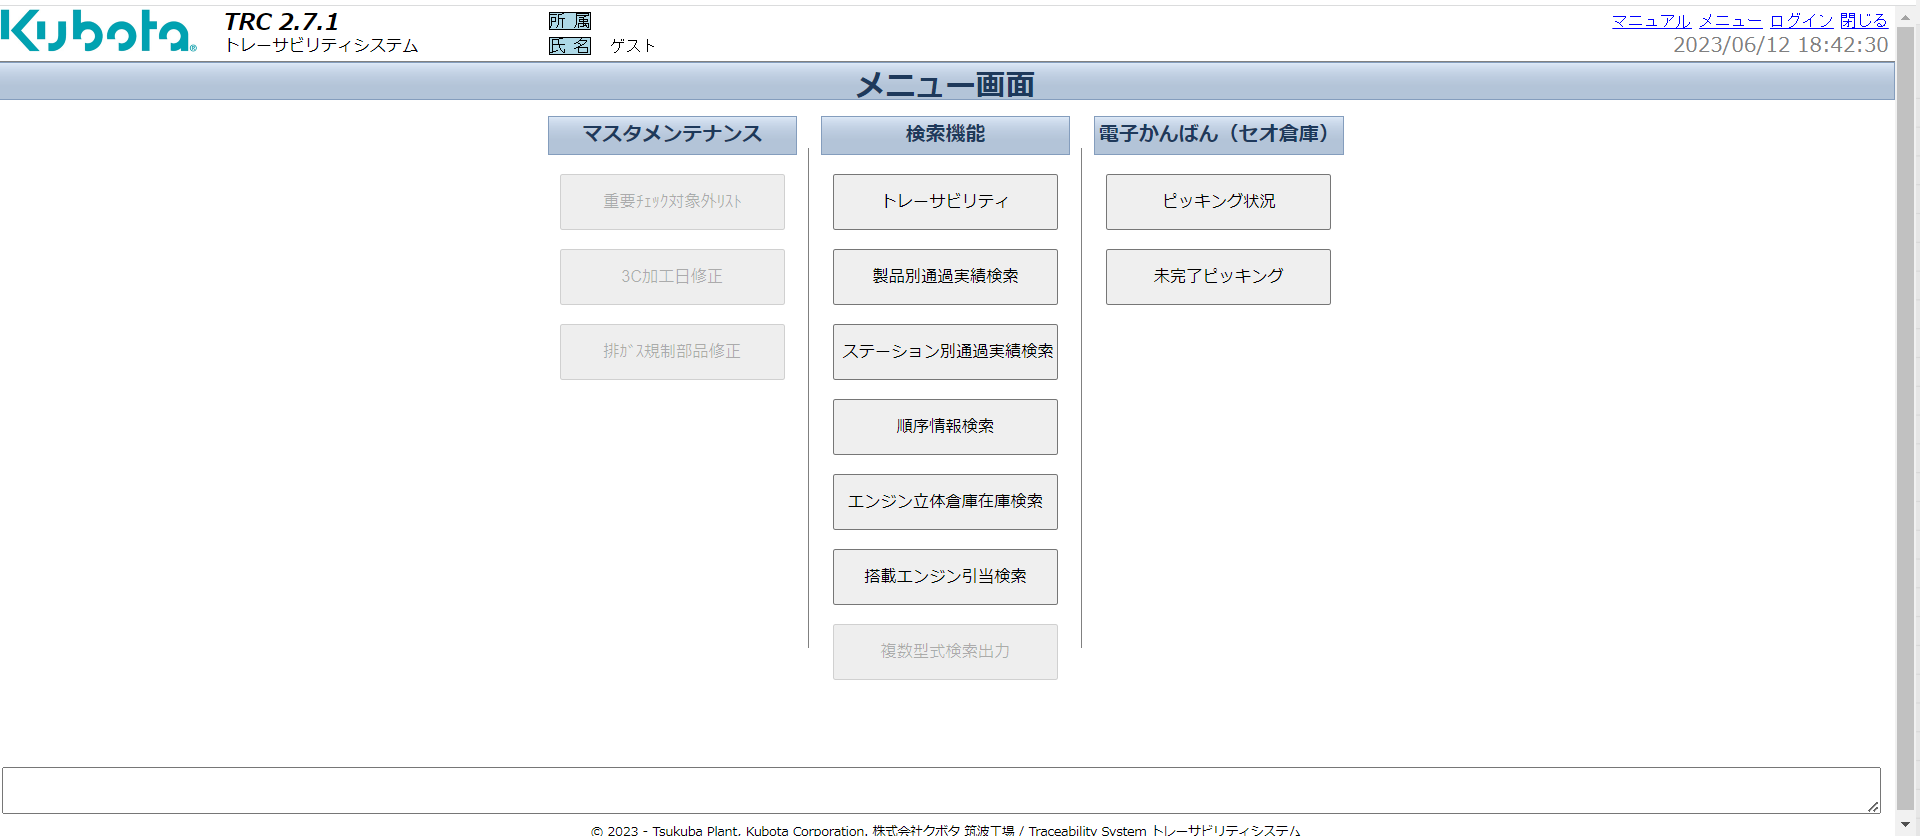 Kubota®
TRC 2.7.1
トレーサビリティシステム
所 属
氏 名 ゲスト
マニュアル メニュー ログイン 閉じる
2023/06/12 18:42:30
メニュー画面
マスタメンテナンス
重要ﾁｪｯｸ対象外ﾘｽﾄ
3C加工日修正
排ｶﾞｽ規制部品修正
検索機能
トレーサビリティ
製品別通過実績検索
ステーション別通過実績検索
順序情報検索
エンジン立体倉庫在庫検索
搭載エンジン引当検索
複数型式検索出力
電子かんばん（セオ倉庫）
ピッキング状況
未完了ピッキング
© 2023 - Tsukuba Plant, Kubota Corporation. 株式会社クボタ 筑波工場 / Traceability System トレーサビリティシステム